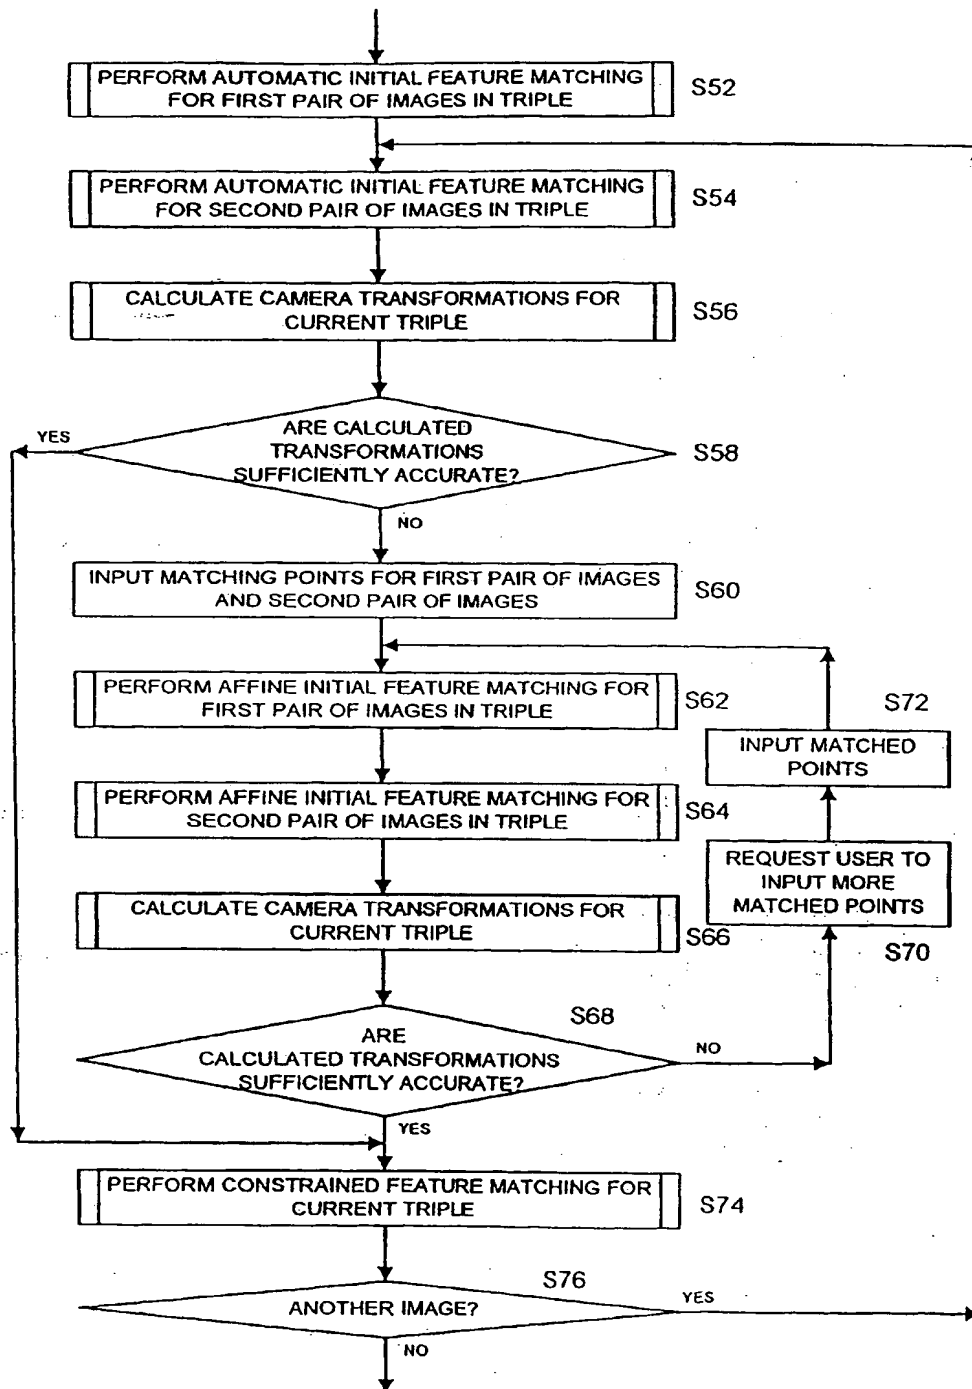 PERFORM AUTOMATIC INITIAL FEATURE MATCHING
FOR FIRST PAIR OF IMAGES IN TRIPLE
S52
PERFORM AUTOMATIC INITIAL FEATURE MATCHING
FOR SECOND PAIR OF IMAGES IN TRIPLE
S54
CALCULATE CAMERA TRANSFORMATIONS FOR
CURRENT TRIPLE
S56
YES
ARE CALCULATED
TRANSFORMATIONS
SUFFICIENTLY ACCURATE?
S58
NO
INPUT MATCHING POINTS FOR FIRST PAIR OF IMAGES
AND SECOND PAIR OF IMAGES
S60
PERFORM AFFINE INITIAL FEATURE MATCHING FOR
FIRST PAIR OF IMAGES IN TRIPLE
S62
S72
INPUT MATCHED
POINTS
PERFORM AFFINE INITIAL FEATURE MATCHING FOR
SECOND PAIR OF IMAGES IN TRIPLE
S64
REQUEST USER TO
INPUT MORE
MATCHED POINTS
S70
CALCULATE CAMERA TRANSFORMATIONS FOR
CURRENT TRIPLE
S66
S68
ARE
CALCULATED TRANSFORMATIONS
SUFFICIENTLY ACCURATE?
NO
YES
PERFORM CONSTRAINED FEATURE MATCHING FOR
CURRENT TRIPLE
S74
S76
ANOTHER IMAGE?
YES
NO